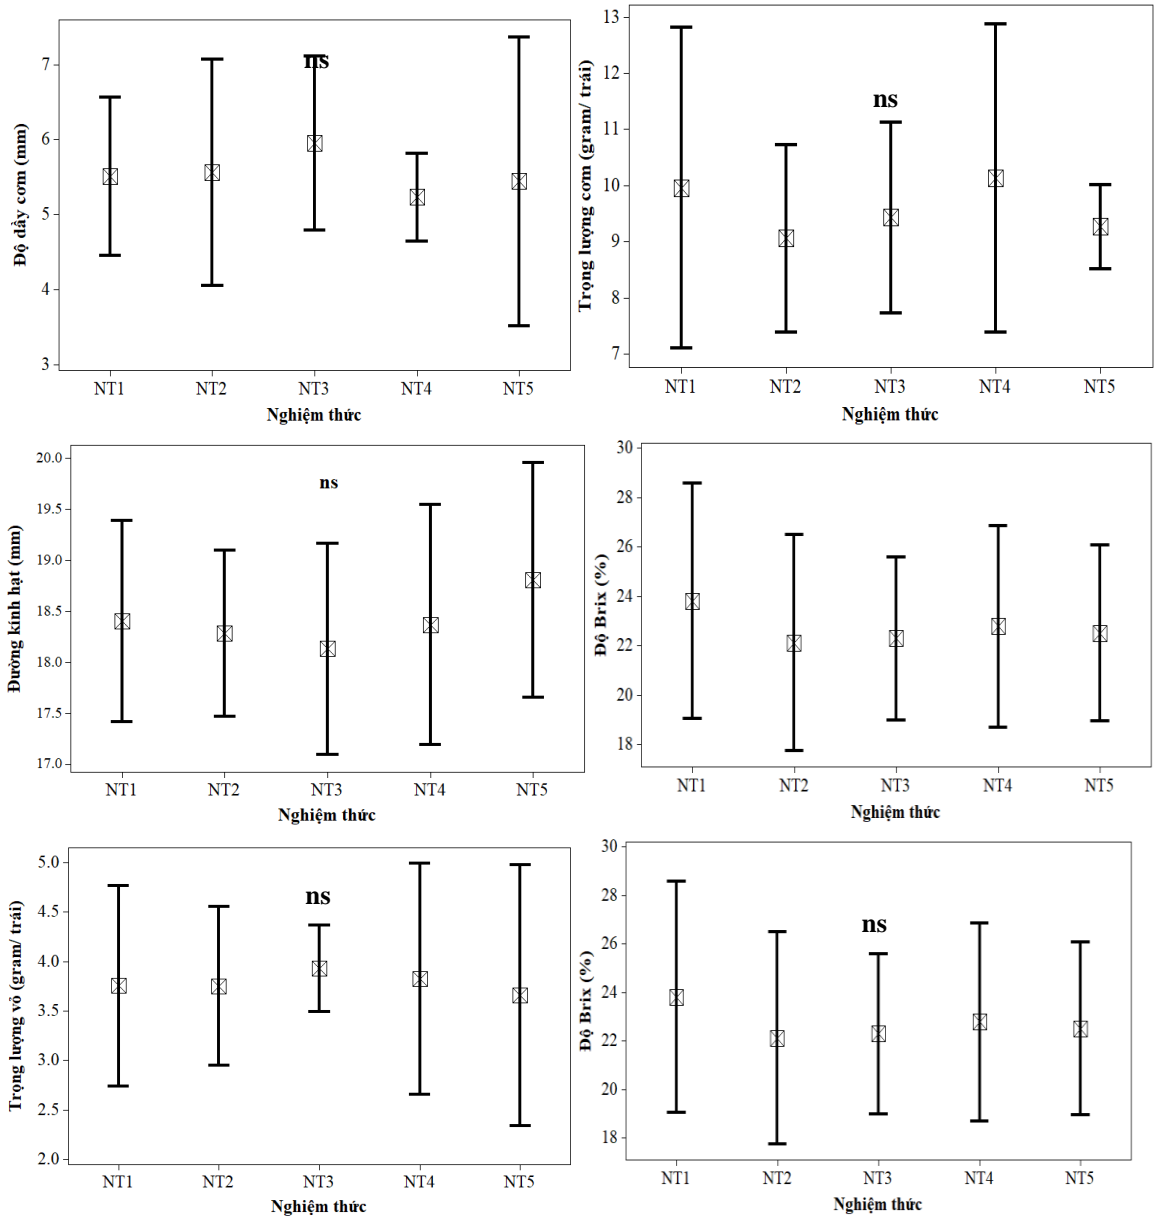 Độ dày cơm (mm)
7
6
5
4
3
ns
NT1 NT2 NT3 NT4 NT5
Nghiệm thức
Trọng lượng cơm (gram/ trái)
13
12
11
10
9
8
7
ns
NT1 NT2 NT3 NT4 NT5
Nghiệm thức
Đường kính hạt (mm)
20.0
19.5
19.0
18.5
18.0
17.5
17.0
ns
NT1 NT2 NT3 NT4 NT5
Nghiệm thức
Độ Brix (%)
30
28
26
24
22
20
18
NT1 NT2 NT3 NT4 NT5
Nghiệm thức
Trọng lượng vỏ (gram/ trái)
5.0
4.5
4.0
3.5
3.0
2.5
2.0
ns
NT1 NT2 NT3 NT4 NT5
Nghiệm thức
Độ Brix (%)
30
28
26
24
22
20
18
ns
NT1 NT2 NT3 NT4 NT5
Nghiệm thức